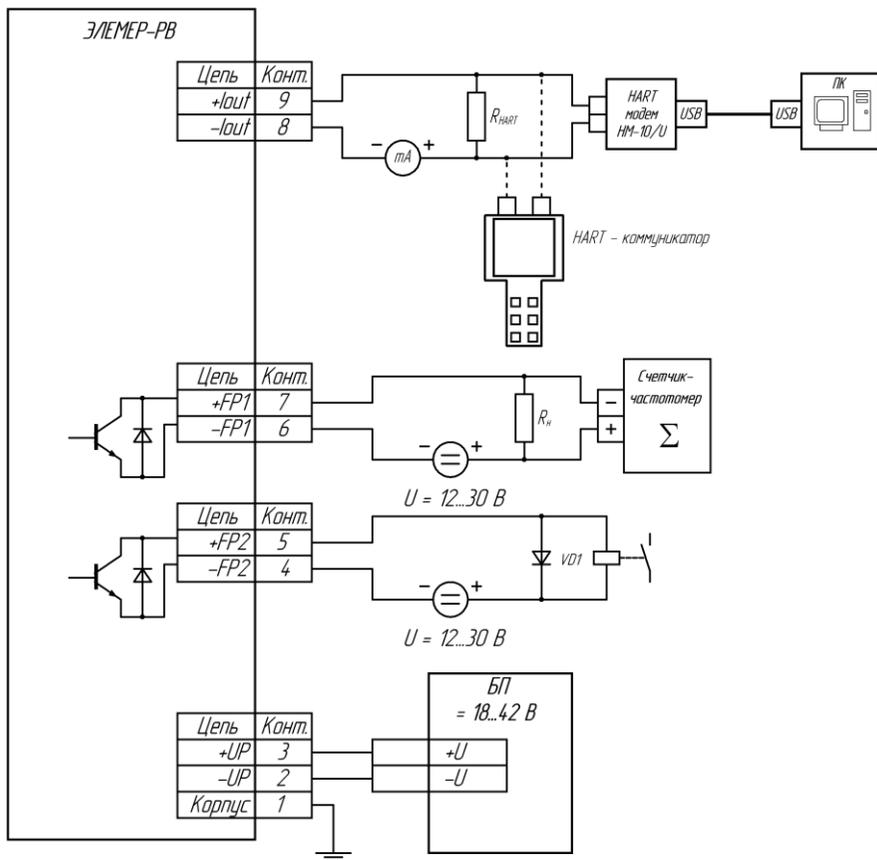 ЭЛЕМЕР-РВ
Цепь Конт.
+Iout 9
-Iout 8
- mA +
RHART
HART
модем
HM-10/U
USB
USB
ПК
HART - коммуникатор
Цепь Конт.
+FP1 7
-FP1 6
- = +
U = 12...30 В
Rн
-
+
Счетчик-
частотомер
Σ
Цепь Конт.
+FP2 5
-FP2 4
- = +
U = 12...30 В
VD1
Цепь Конт.
+UP 3
-UP 2
Корпус 1
БП
= 18...42 В
+U
-U